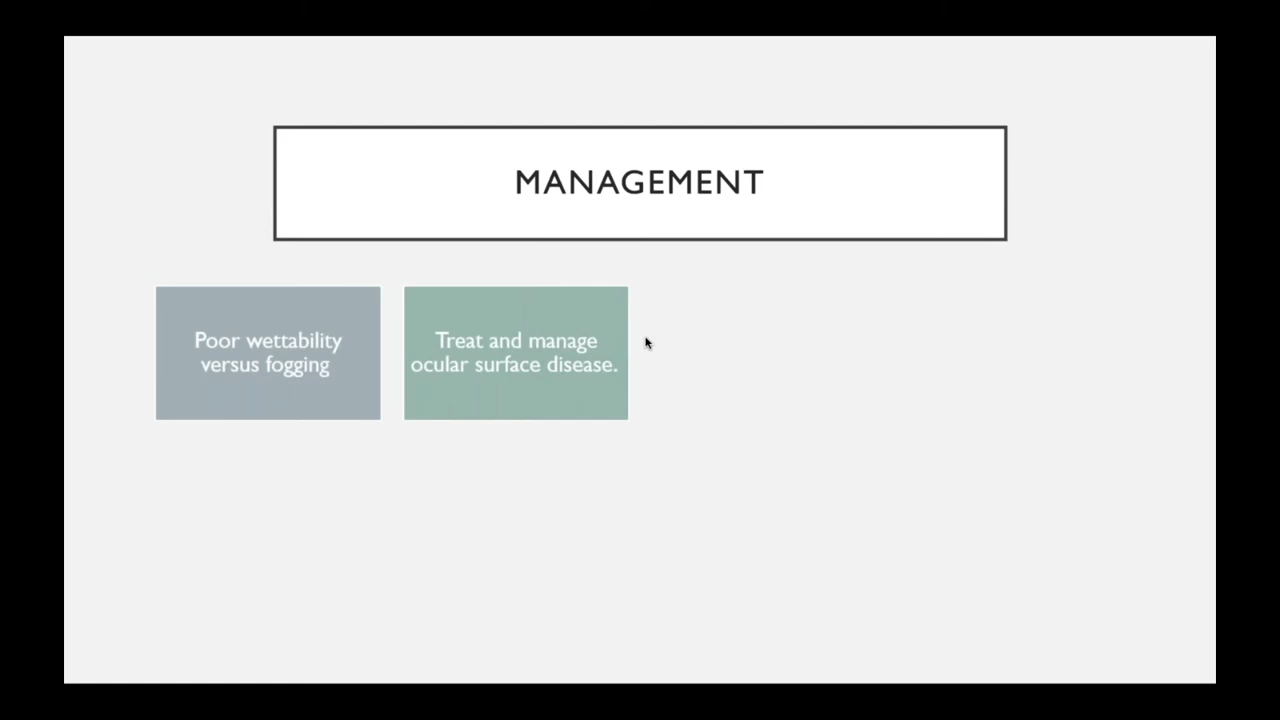 MANAGEMENT
Poor wettability
versus fogging
Treat and manage
ocular surface disease.